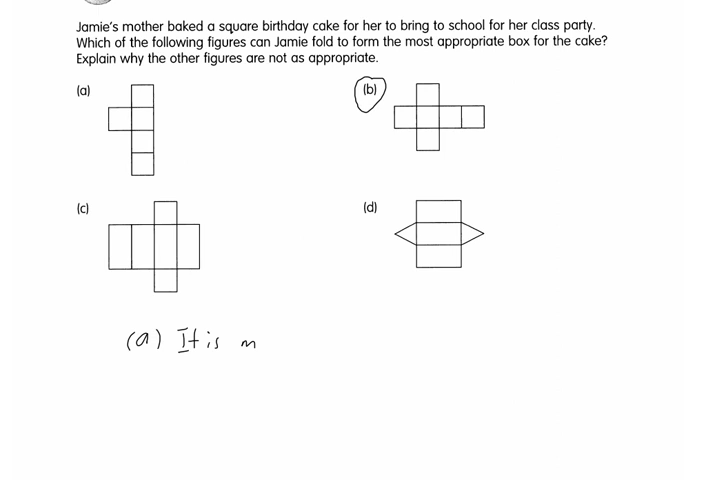 Jamie's mother baked a square birthday cake for her to bring to school for her class party.
Which of the following figures can Jamie fold to form the most appropriate box for the cake?
Explain why the other figures are not as appropriate.
(a)
(b)
(c)
(d)
(a) It is m